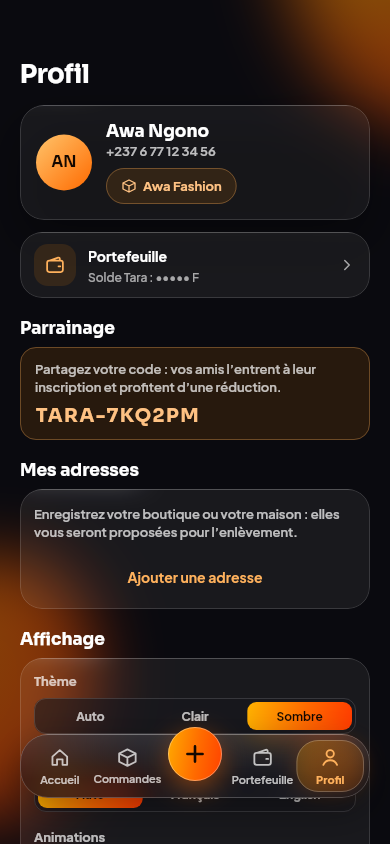 Profil
AN
Awa Ngono
+237 6 77 12 34 56
Awa Fashion
Portefeuille
Solde Tara : ●●●●● F
Parrainage
Partagez votre code : vos amis l'entrent à leur
inscription et profitent d'une réduction.
TARA-7KQ2PM
Mes adresses
Enregistrez votre boutique ou votre maison : elles
vous seront proposées pour l'enlèvement.
Ajouter une adresse
Affichage
Thème
Auto Clair Sombre
Accueil Commandes Portefeuille Profil
Animations